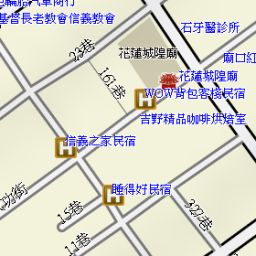 石牙醫診所
基督長老教會信義教會
23巷
花蓮城隍廟
廟口紅
161巷
花蓮城隍廟
WOW背包客棧民宿
吉野精品咖啡烘焙室
信義之家民宿
功街
睡得好民宿
15巷
11巷
327巷